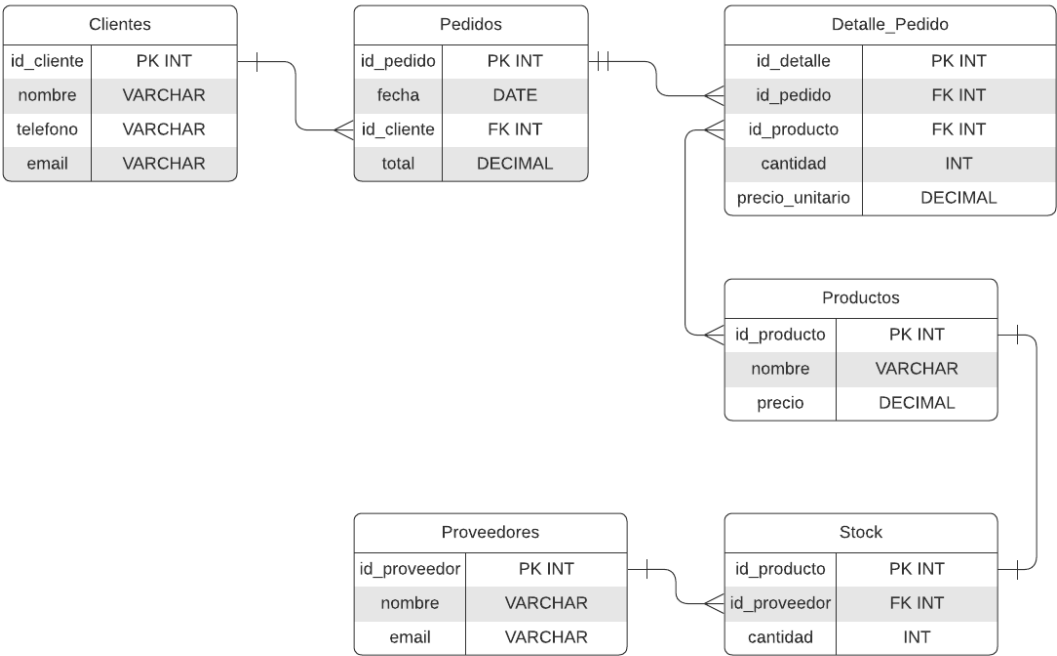 Clientes
id_cliente PK INT
nombre VARCHAR
telefono VARCHAR
email VARCHAR
Pedidos
id_pedido PK INT
fecha DATE
id_cliente FK INT
total DECIMAL
Detalle_Pedido
id_detalle PK INT
id_pedido FK INT
id_producto FK INT
cantidad INT
precio_unitario DECIMAL
Productos
id_producto PK INT
nombre VARCHAR
precio DECIMAL
Proveedores
id_proveedor PK INT
nombre VARCHAR
email VARCHAR
Stock
id_producto PK INT
id_proveedor FK INT
cantidad INT